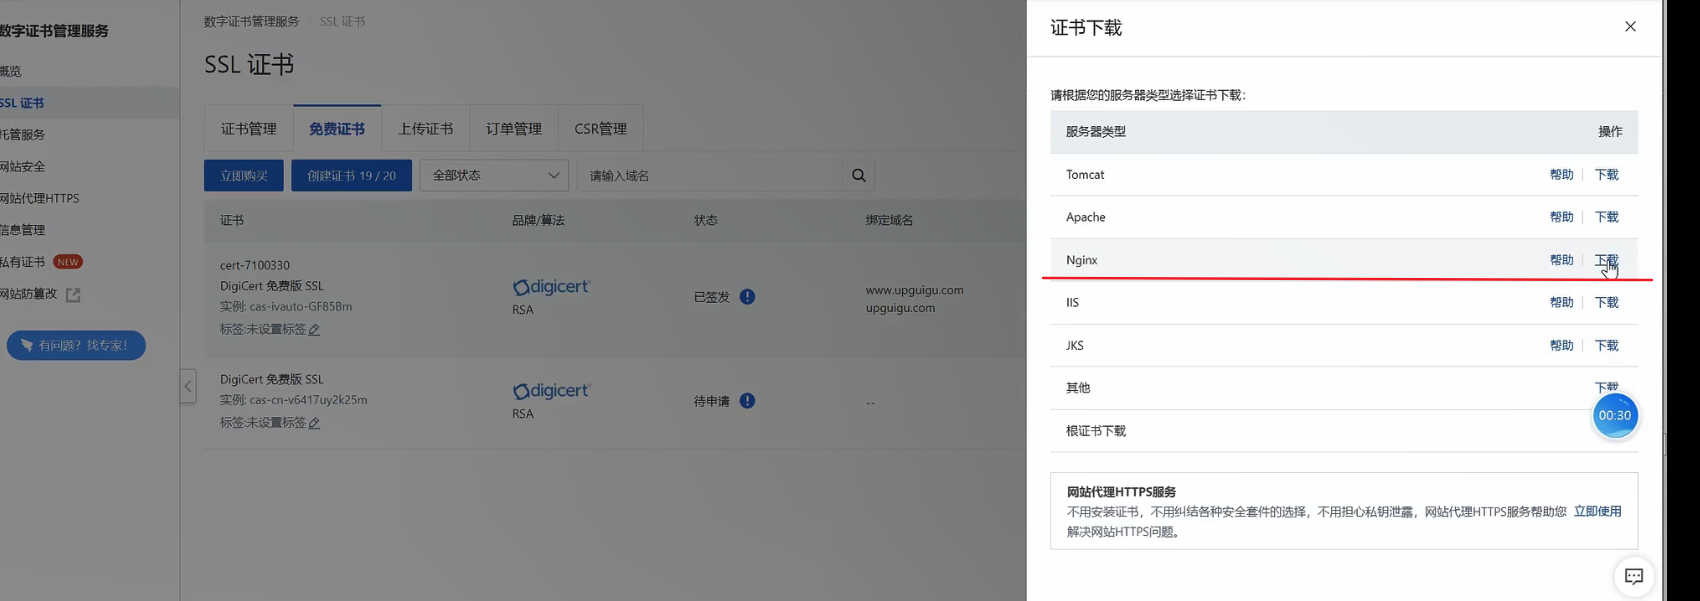 数字证书管理服务
概览
SSL 证书
托管服务
网站安全
网站代理HTTPS
信息管理
私有证书 NEW
网站防篡改
有问题？找专家！
数字证书管理服务 / SSL 证书
SSL 证书
证书管理 免费证书 上传证书 订单管理 CSR管理
立即购买 创建证书 19 / 20 全部状态 请输入域名
证书 品牌/算法 状态 绑定域名
cert-7100330
DigiCert 免费版 SSL
实例: cas-ivauto-GF85Bm
标签:未设置标签
digicert
RSA
已签发
www.upguigu.com
upguigu.com
DigiCert 免费版 SSL
实例: cas-cn-v6417uy2k25m
标签:未设置标签
digicert
RSA
待申请
--
证书下载
请根据您的服务器类型选择证书下载：
服务器类型 操作
Tomcat 帮助 下载
Apache 帮助 下载
Nginx 帮助 下载
IIS 帮助 下载
JKS 帮助 下载
其他 下载
00:30
根证书下载
网站代理HTTPS服务
不用安装证书，不用纠结各种安全套件的选择，不用担心私钥泄露，网站代理HTTPS服务帮助您 立即使用
解决网站HTTPS问题。